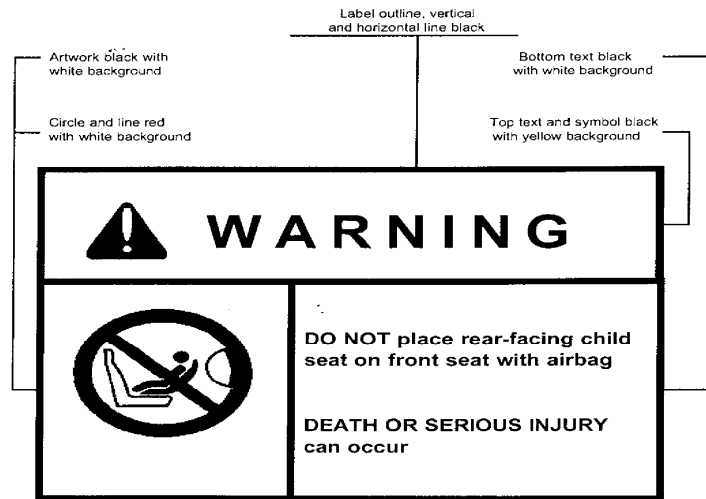 Label outline, vertical
and horizontal line black
Artwork black with
white background
Bottom text black
with white background
Circle and line red
with white background
Top text and symbol black
with yellow background
WARNING
DO NOT place rear-facing child
seat on front seat with airbag
DEATH OR SERIOUS INJURY
can occur